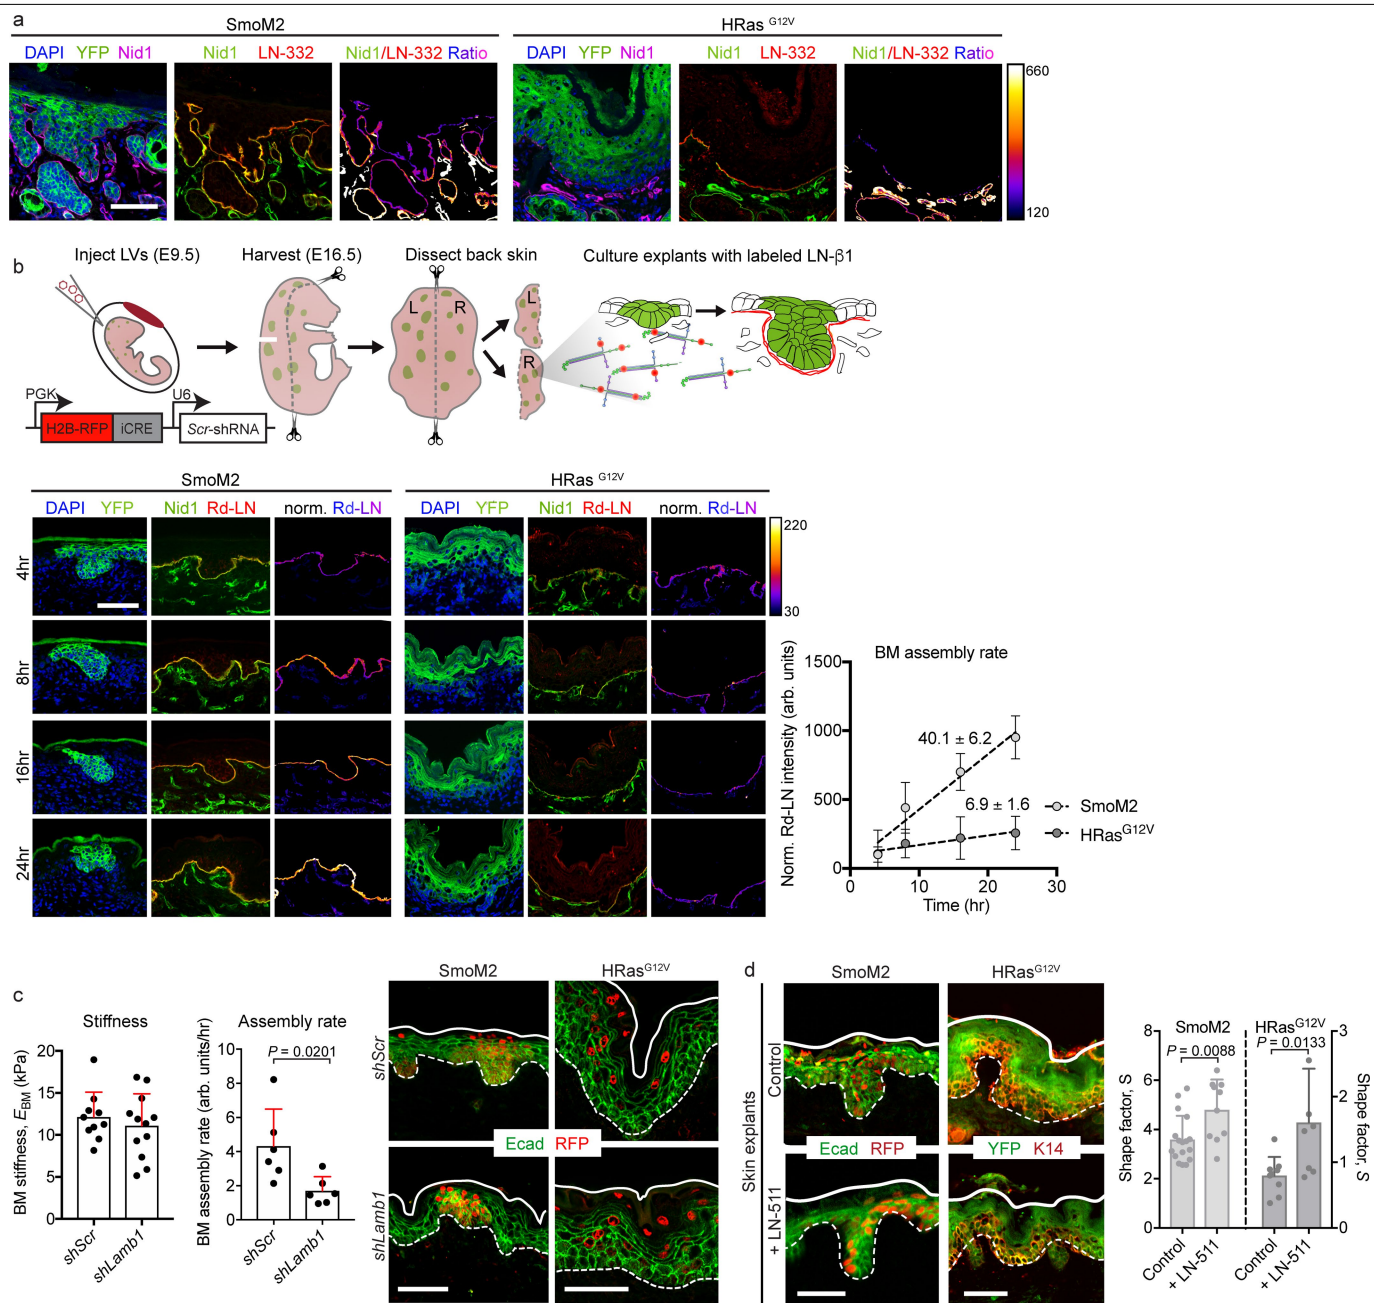 a
SmoM2
HRas G12V
DAPI YFP Nid1
Nid1 LN-332
Nid1/LN-332 Ratio
DAPI YFP Nid1
Nid1 LN-332
Nid1/LN-332 Ratio
660
120
b
Inject LVs (E9.5)
Harvest (E16.5)
Dissect back skin
Culture explants with labeled LN-β1
L
R
L
R
PGK
U6
H2B-RFP
iCRE
Scr-shRNA
SmoM2
HRas G12V
DAPI YFP
Nid1 Rd-LN
norm. Rd-LN
DAPI YFP
Nid1 Rd-LN
norm. Rd-LN
220
30
4hr
8hr
16hr
24hr
BM assembly rate
Norm. Rd-LN intensity (arb. units)
1500
1000
500
0
40.1 ± 6.2
6.9 ± 1.6
SmoM2
HRasG12V
0
10
20
30
Time (hr)
c
Stiffness
BM stiffness, EBM (kPa)
20
15
10
5
0
shScr
shLamb1
Assembly rate
P = 0.0201
BM assembly rate (arb. units/hr)
10
8
6
4
2
0
shScr
shLamb1
SmoM2
HRasG12V
shScr
Ecad RFP
shLamb1
d
SmoM2
HRasG12V
Skin explants
Control
Ecad RFP
YFP K14
+ LN-511
SmoM2
HRasG12V
P = 0.0088
P = 0.0133
Shape factor, S
8
6
4
2
0
3
2
1
0
Shape factor, S
Control
+ LN-511
Control
+ LN-511